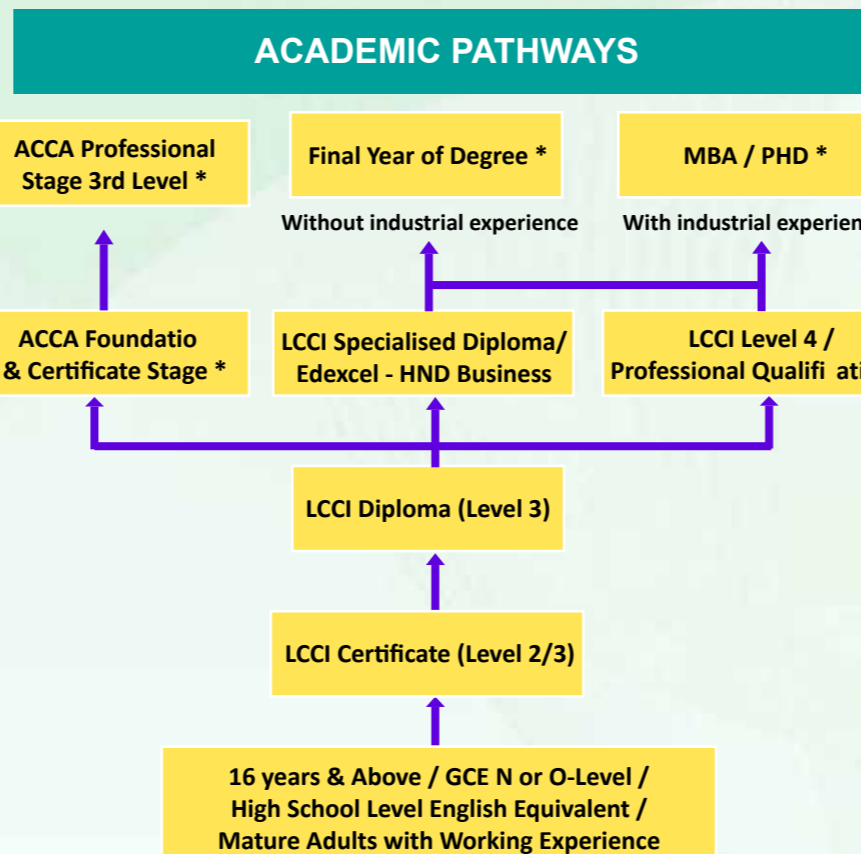 ACADEMIC PATHWAYS
ACCA Professional
Stage 3rd Level *
Final Year of Degree *
MBA / PHD *
Without industrial experience
With industrial experien
ACCA Foundatio
& Certificate Stage *
LCCI Specialised Diploma/
Edexcel - HND Business
LCCI Level 4 /
Professional Qualifi ati
LCCI Diploma (Level 3)
LCCI Certificate (Level 2/3)
16 years & Above / GCE N or O-Level /
High School Level English Equivalent /
Mature Adults with Working Experience